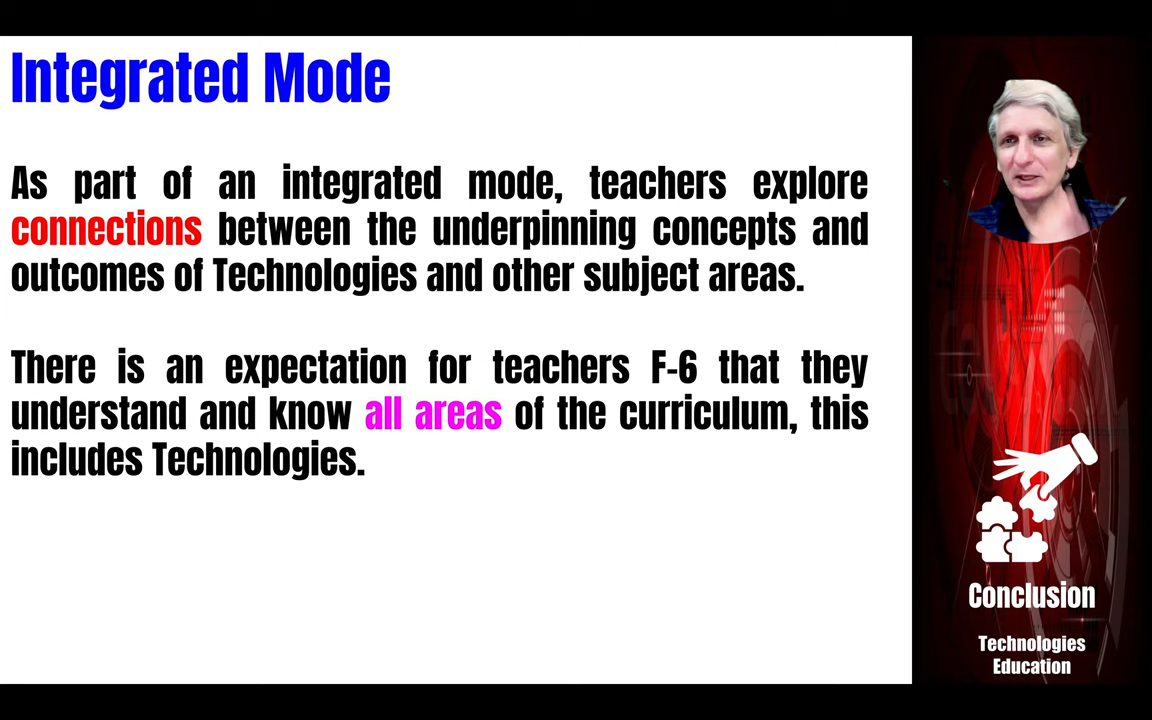 Integrated Mode
As part of an integrated mode, teachers explore
connections between the underpinning concepts and
outcomes of Technologies and other subject areas.
There is an expectation for teachers F-6 that they
understand and know all areas of the curriculum, this
includes Technologies.
Conclusion
Technologies
Education